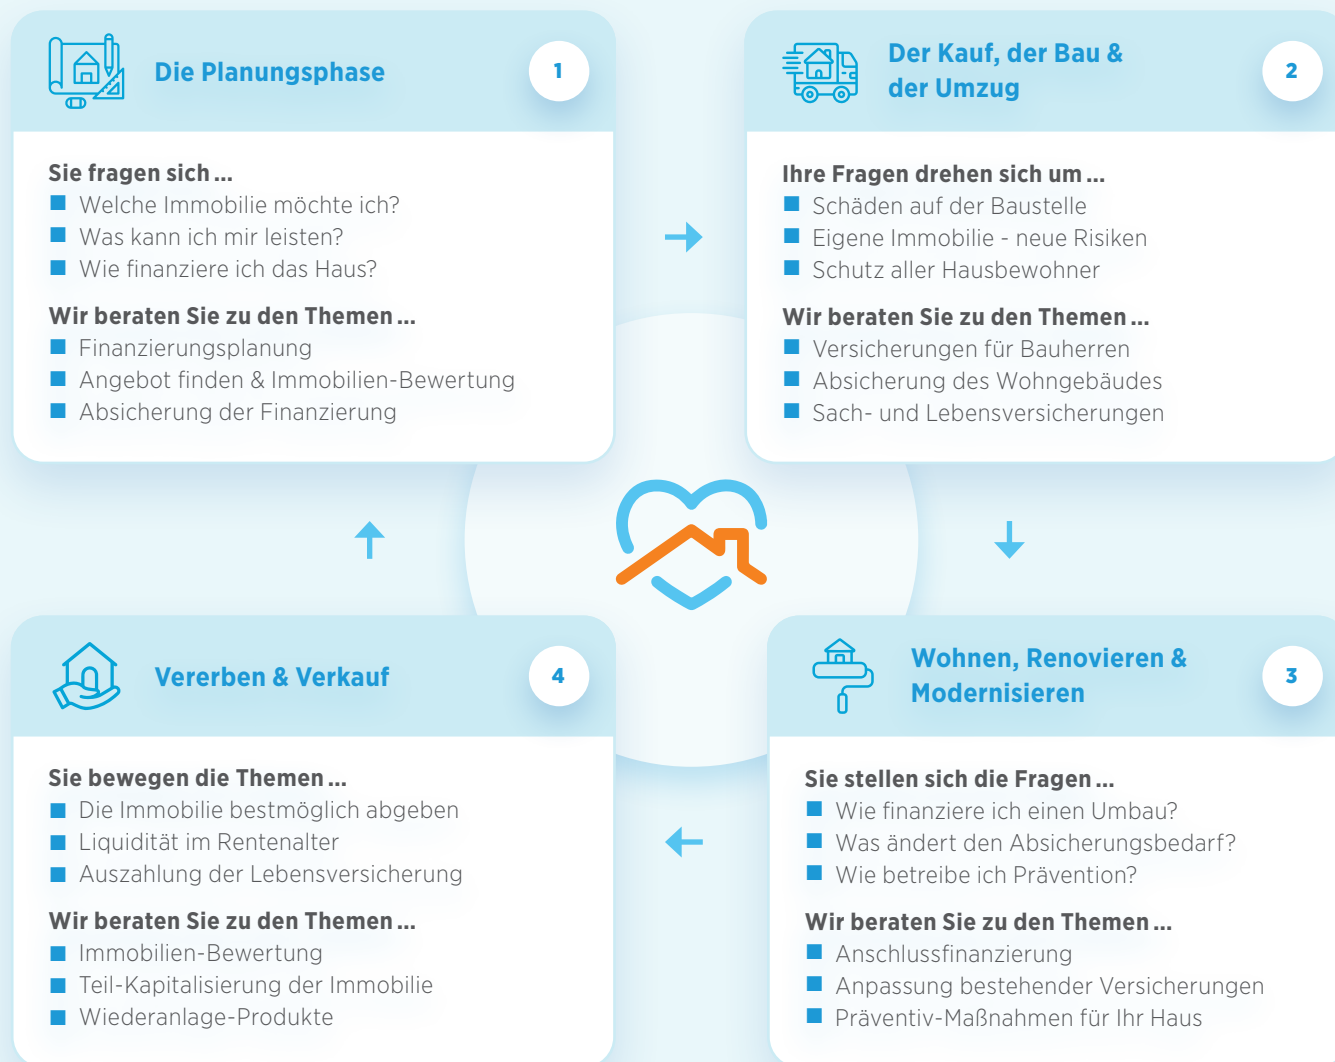 Die Planungsphase
1
Sie fragen sich ...
Welche Immobilie möchte ich?
Was kann ich mir leisten?
Wie finanziere ich das Haus?
Wir beraten Sie zu den Themen ...
Finanzierungsplanung
Angebot finden & Immobilien-Bewertung
Absicherung der Finanzierung
Der Kauf, der Bau &
der Umzug
2
Ihre Fragen drehen sich um ...
Schäden auf der Baustelle
Eigene Immobilie - neue Risiken
Schutz aller Hausbewohner
Wir beraten Sie zu den Themen ...
Versicherungen für Bauherren
Absicherung des Wohngebäudes
Sach- und Lebensversicherungen
Wohnen, Renovieren &
Modernisieren
3
Sie stellen sich die Fragen ...
Wie finanziere ich einen Umbau?
Was ändert den Absicherungsbedarf?
Wie betreibe ich Prävention?
Wir beraten Sie zu den Themen ...
Anschlussfinanzierung
Anpassung bestehender Versicherungen
Präventiv-Maßnahmen für Ihr Haus
Vererben & Verkauf
4
Sie bewegen die Themen ...
Die Immobilie bestmöglich abgeben
Liquidität im Rentenalter
Auszahlung der Lebensversicherung
Wir beraten Sie zu den Themen ...
Immobilien-Bewertung
Teil-Kapitalisierung der Immobilie
Wiederanlage-Produkte